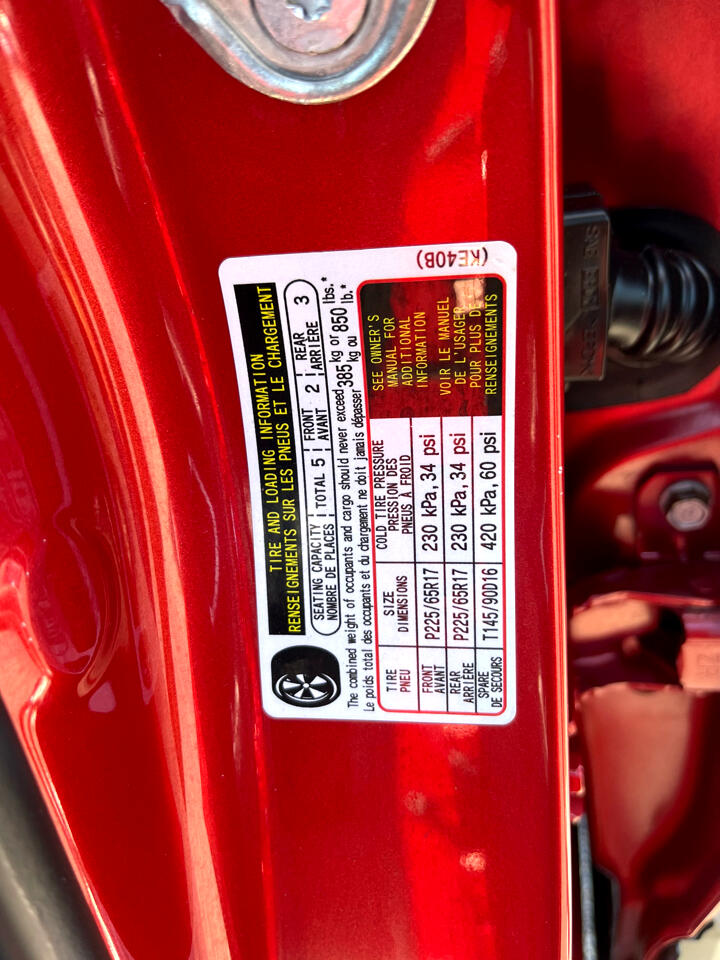 (KE40B)
TIRE AND LOADING INFORMATION
RENSEIGNEMENTS SUR LES PNEUS ET LE CHARGEMENT
SEATING CAPACITY TOTAL 5 FRONT 2 REAR 3
NOMBRE DE PLACES AVANT ARRIÈRE
The combined weight of occupants and cargo should never exceed 385 kg or 850 lbs.*
Le poids total des occupants et du chargement ne doit jamais dépasser kg ou lb.*
TIRE SIZE COLD TIRE PRESSURE
PNEU DIMENSIONS PRESSION DES
PNEUS À FROID
FRONT P225/65R17 230 kPa, 34 psi
AVANT
REAR P225/65R17 230 kPa, 34 psi
ARRIÈRE
SPARE T145/90D16 420 kPa, 60 psi
DE SECOURS
SEE OWNER'S
MANUAL FOR
ADDITIONAL
INFORMATION
VOIR LE MANUEL
DE L'USAGER
POUR PLUS DE
RENSEIGNEMENTS